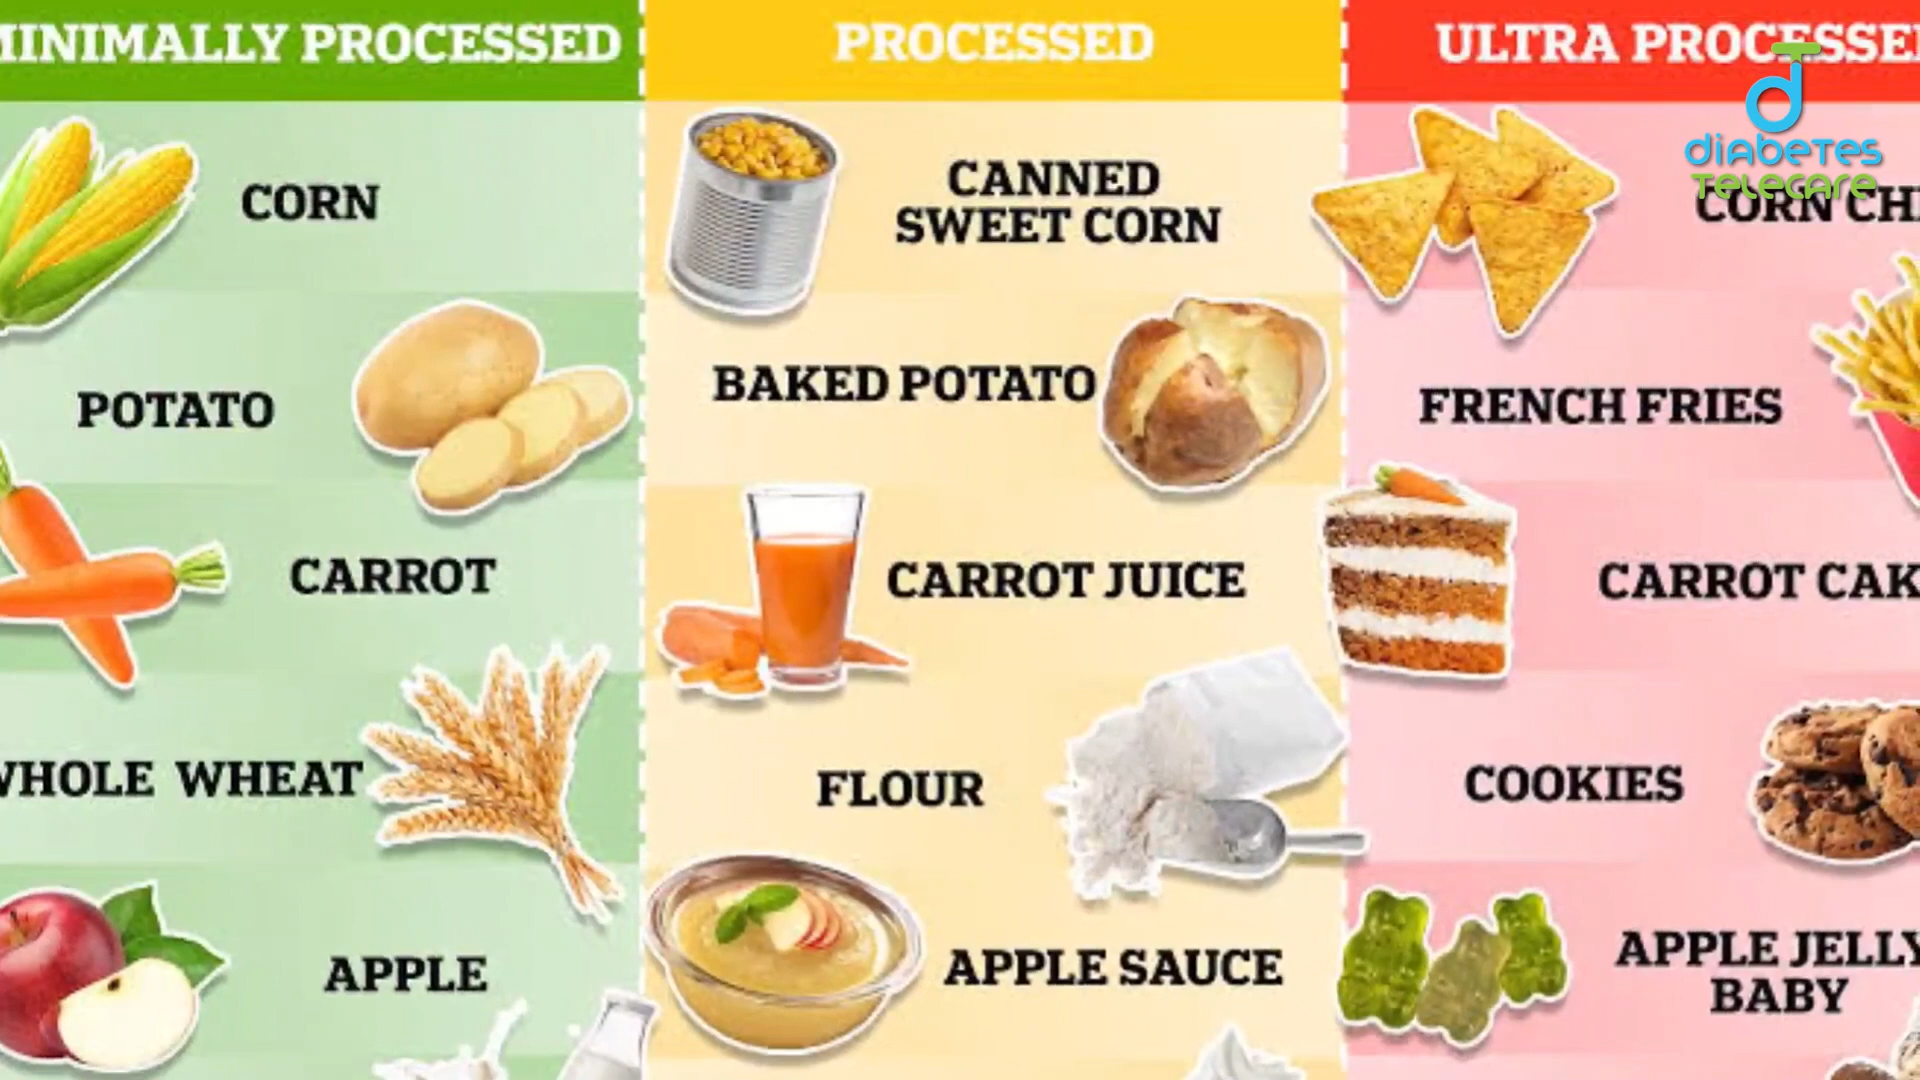 MINIMALLY PROCESSED
PROCESSED
ULTRA PROCESSE
diabetes
TELECARE
CORN
CANNED
SWEET CORN
CORN CHI
POTATO
BAKED POTATO
FRENCH FRIES
CARROT
CARROT JUICE
CARROT CAK
WHOLE WHEAT
FLOUR
COOKIES
APPLE
APPLE SAUCE
APPLE JELLY
BABY